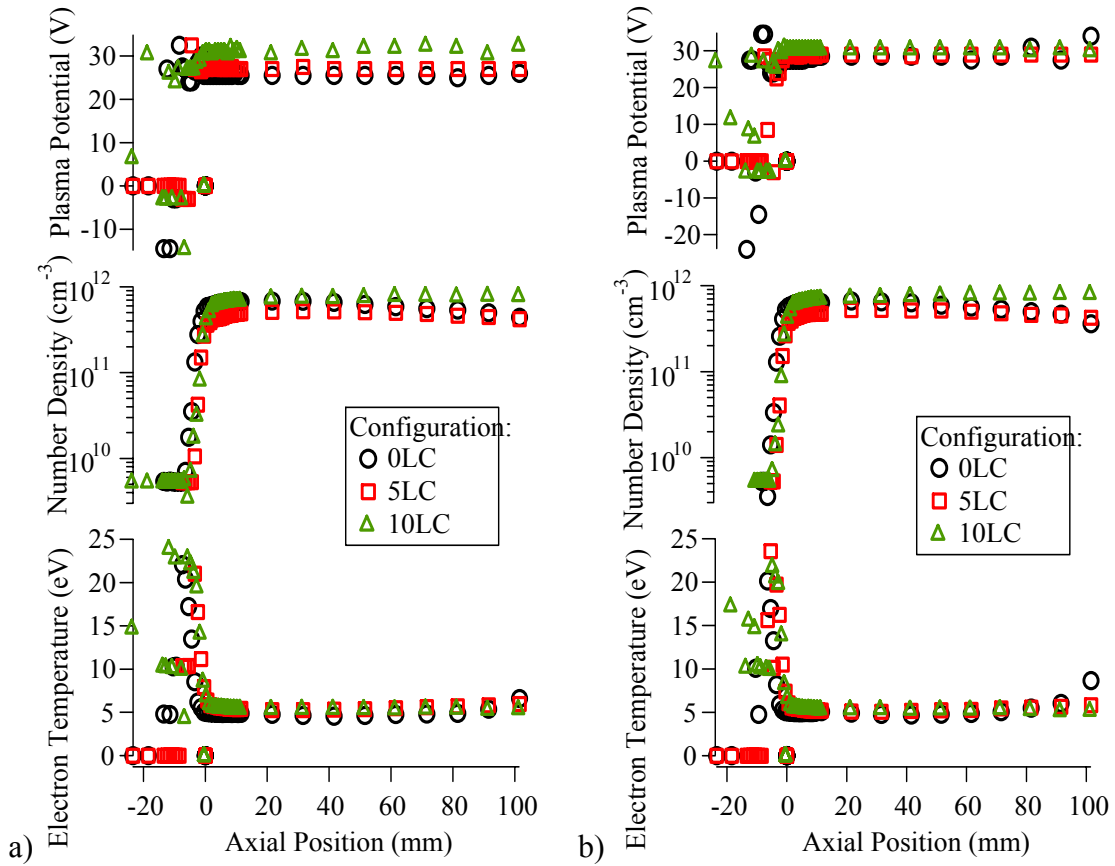 Plasma Potential (V)
30
20
10
0
-10
Number Density (cm-3)
10^12
10^11
10^10
Configuration:
0LC
5LC
10LC
Electron Temperature (eV)
25
20
15
10
5
0
-20 0 20 40 60 80 100
Axial Position (mm)
a)
Plasma Potential (V)
30
20
10
0
-10
-20
Number Density (cm-3)
10^12
10^11
10^10
Configuration:
0LC
5LC
10LC
Electron Temperature (eV)
25
20
15
10
5
0
-20 0 20 40 60 80 100
Axial Position (mm)
b)